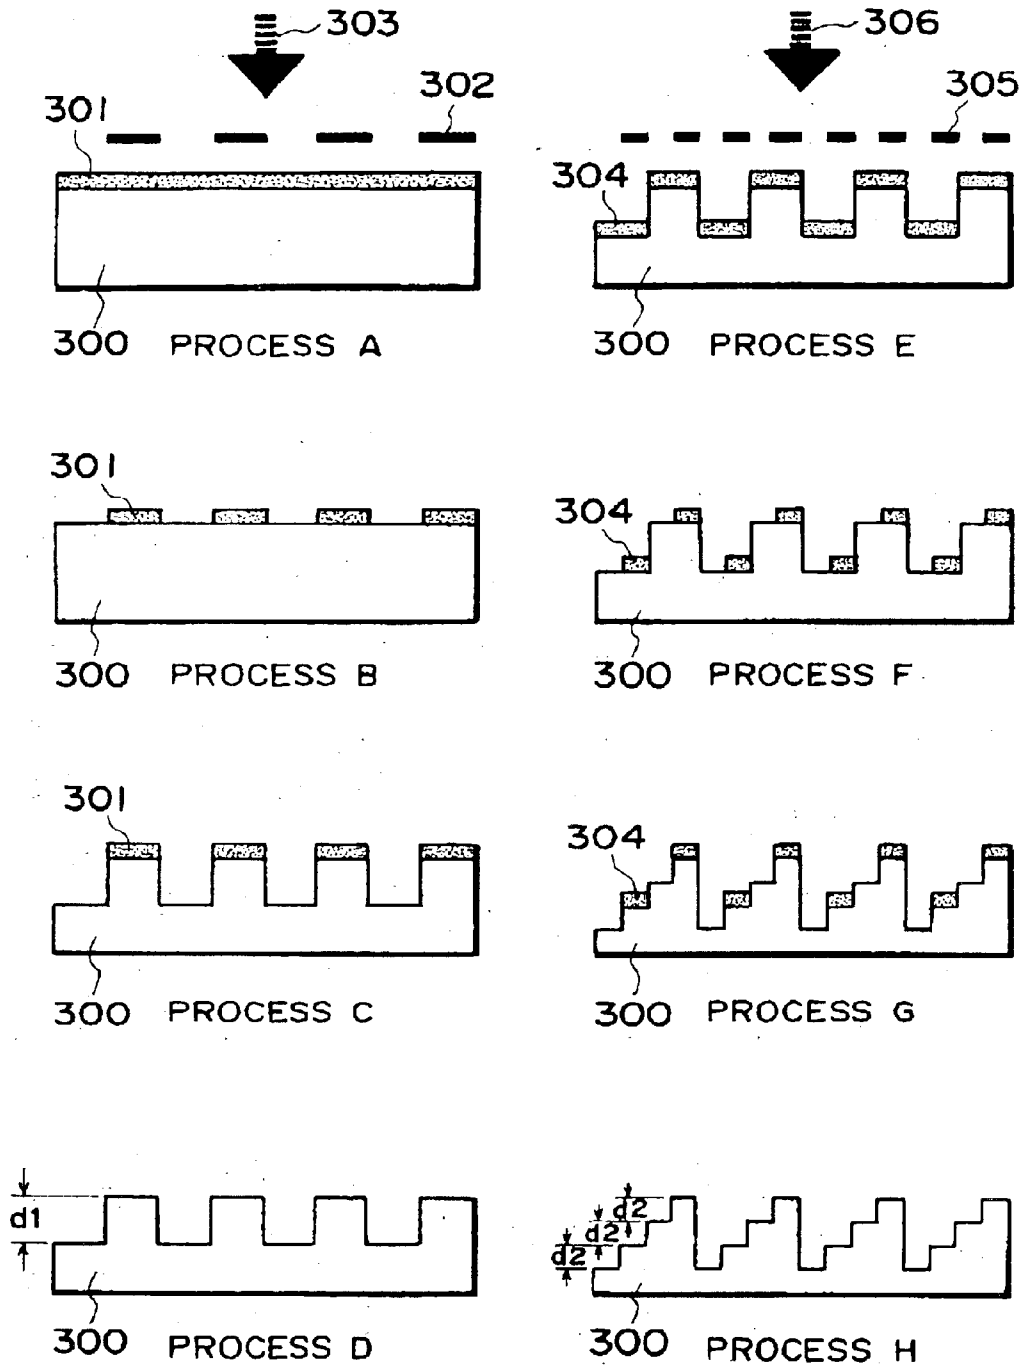 303
302
301
300 PROCESS A
301
300 PROCESS B
301
300 PROCESS C
d1
300 PROCESS D
306
305
304
300 PROCESS E
304
300 PROCESS F
304
300 PROCESS G
d2
d2
d2
300 PROCESS H